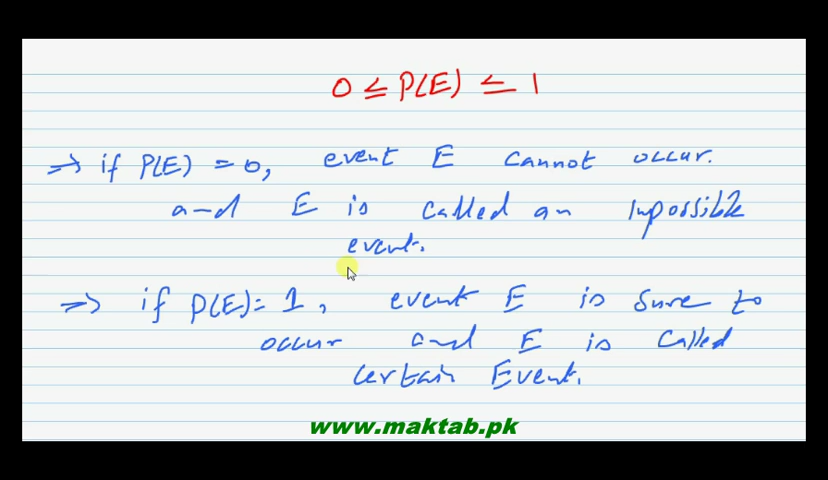 0 ≤ P(E) ≤ 1
⇒ if P(E) = 0, event E cannot occur.
and E is called an Impossible
event.
⇒ if P(E) = 1, event E is sure to
occur and E is called
certain Event.
www.maktab.pk